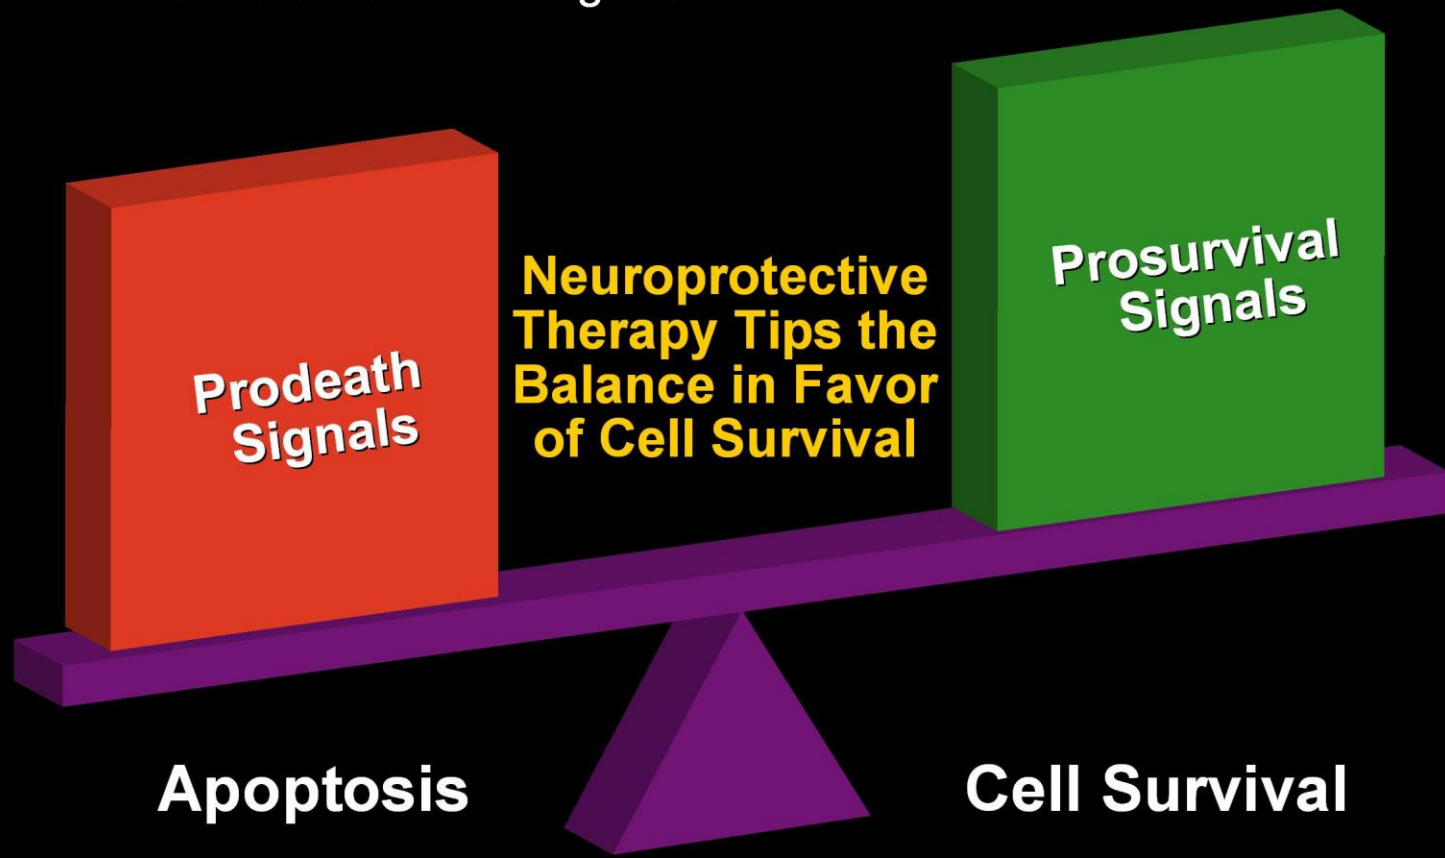 Neuroprotective
Therapy Tips the
Balance in Favor
of Cell Survival
Prodeath
Signals
Prosurvival
Signals
Apoptosis
Cell Survival